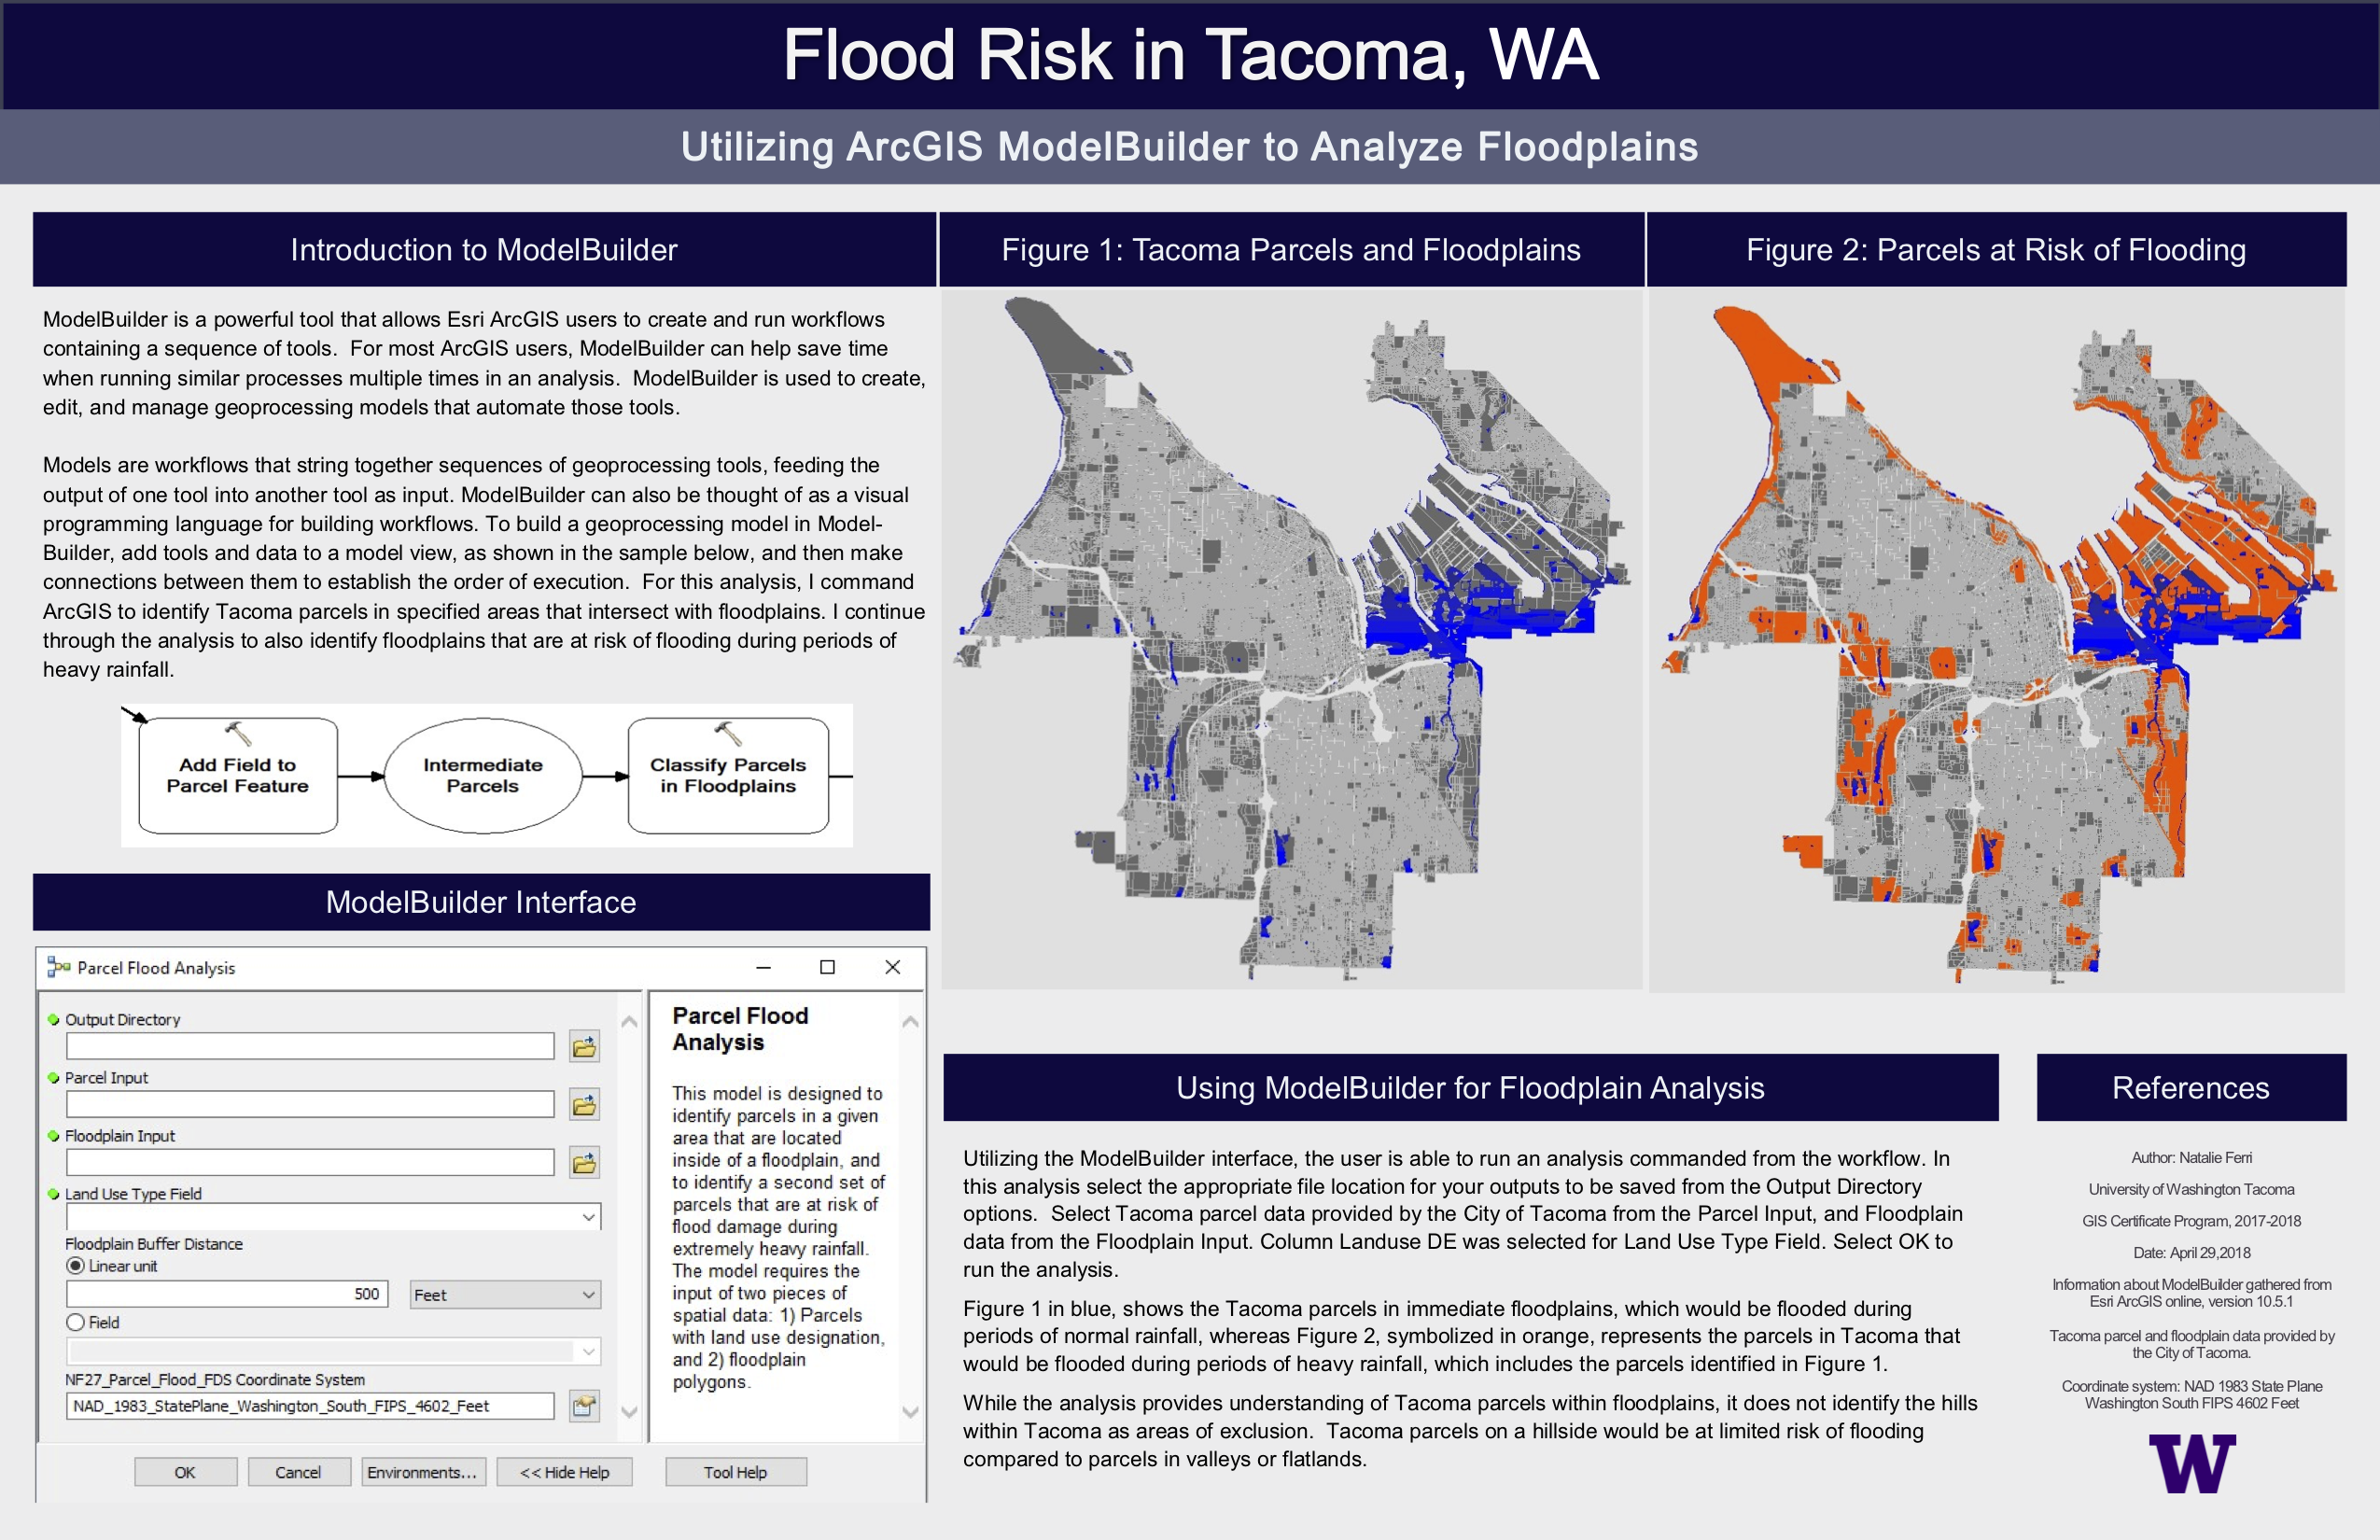 Flood Risk in Tacoma, WA
Utilizing ArcGIS ModelBuilder to Analyze Floodplains
Introduction to ModelBuilder
ModelBuilder is a powerful tool that allows Esri ArcGIS users to create and run workflows
containing a sequence of tools.  For most ArcGIS users, ModelBuilder can help save time
when running similar processes multiple times in an analysis.  ModelBuilder is used to create,
edit, and manage geoprocessing models that automate those tools.
Models are workflows that string together sequences of geoprocessing tools, feeding the
output of one tool into another tool as input. ModelBuilder can also be thought of as a visual
programming language for building workflows. To build a geoprocessing model in Model-
Builder, add tools and data to a model view, as shown in the sample below, and then make
connections between them to establish the order of execution.  For this analysis, I command
ArcGIS to identify Tacoma parcels in specified areas that intersect with floodplains. I continue
through the analysis to also identify floodplains that are at risk of flooding during periods of
heavy rainfall.
Add Field to
Parcel Feature
Intermediate
Parcels
Classify Parcels
in Floodplains
ModelBuilder Interface
Parcel Flood Analysis
Output Directory
Parcel Input
Floodplain Input
Land Use Type Field
Floodplain Buffer Distance
Linear unit
500
Feet
Field
NF27_Parcel_Flood_FDS Coordinate System
NAD_1983_StatePlane_Washington_South_FIPS_4602_Feet
Parcel Flood
Analysis
This model is designed to
identify parcels in a given
area that are located
inside of a floodplain, and
to identify a second set of
parcels that are at risk of
flood damage during
extremely heavy rainfall.
The model requires the
input of two pieces of
spatial data: 1) Parcels
with land use designation,
and 2) floodplain
polygons.
OK
Cancel
Environments...
<< Hide Help
Tool Help
Figure 1: Tacoma Parcels and Floodplains
Figure 2: Parcels at Risk of Flooding
Using ModelBuilder for Floodplain Analysis
Utilizing the ModelBuilder interface, the user is able to run an analysis commanded from the workflow. In
this analysis select the appropriate file location for your outputs to be saved from the Output Directory
options.  Select Tacoma parcel data provided by the City of Tacoma from the Parcel Input, and Floodplain
data from the Floodplain Input. Column Landuse DE was selected for Land Use Type Field. Select OK to
run the analysis.
Figure 1 in blue, shows the Tacoma parcels in immediate floodplains, which would be flooded during
periods of normal rainfall, whereas Figure 2, symbolized in orange, represents the parcels in Tacoma that
would be flooded during periods of heavy rainfall, which includes the parcels identified in Figure 1.
While the analysis provides understanding of Tacoma parcels within floodplains, it does not identify the hills
within Tacoma as areas of exclusion.  Tacoma parcels on a hillside would be at limited risk of flooding
compared to parcels in valleys or flatlands.
References
Author: Natalie Ferri
University of Washington Tacoma
GIS Certificate Program, 2017-2018
Date: April 29,2018
Information about ModelBuilder gathered from
Esri ArcGIS online, version 10.5.1
Tacoma parcel and floodplain data provided by
the City of Tacoma.
Coordinate system: NAD 1983 State Plane
Washington South FIPS 4602 Feet
W